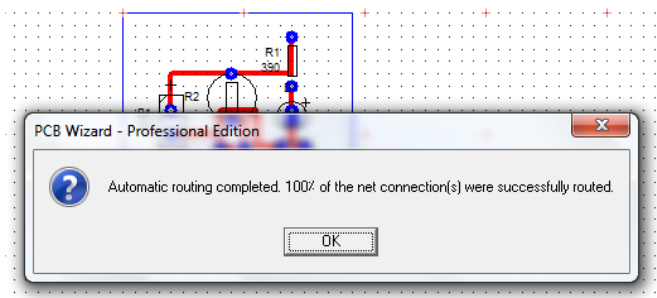 R1
390
R2
PCB Wizard - Professional Edition
Automatic routing completed. 100% of the net connection(s) were successfully routed.
OK